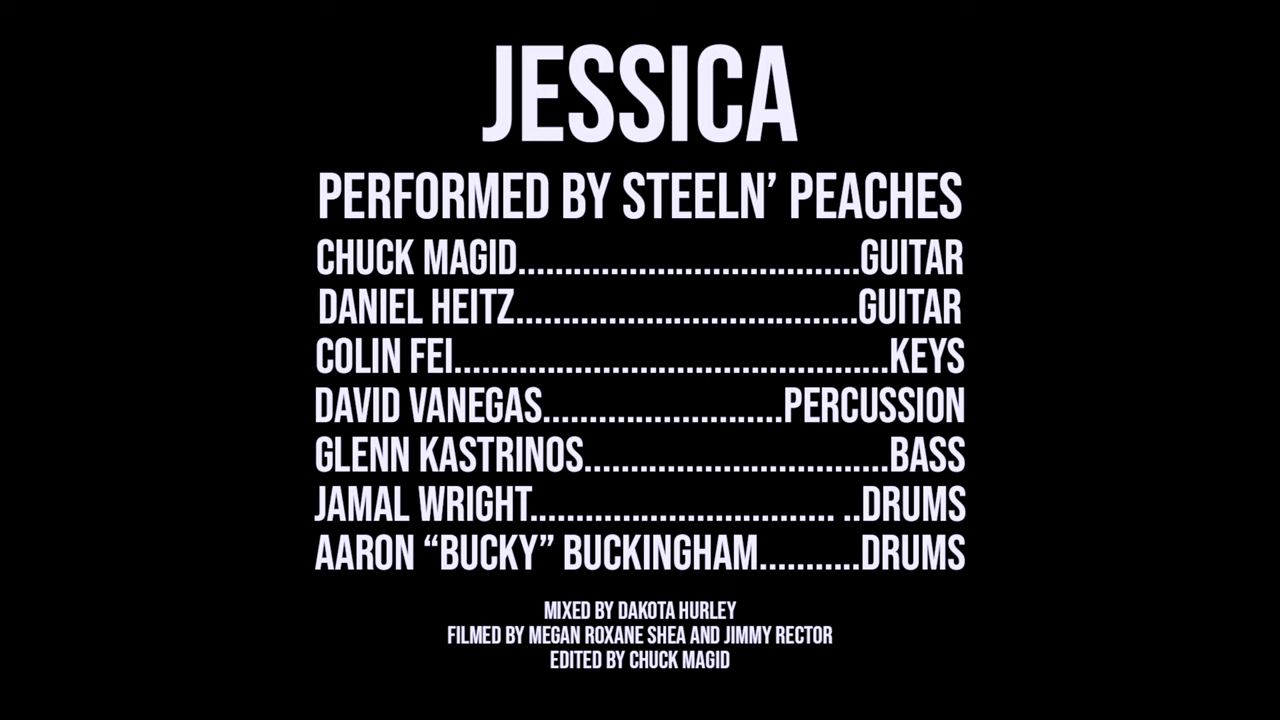 JESSICA
PERFORMED BY STEELN’ PEACHES
CHUCK MAGID.....................................GUITAR
DANIEL HEITZ.....................................GUITAR
COLIN FEI...............................................KEYS
DAVID VANEGAS..........................PERCUSSION
GLENN KASTRINOS.................................BASS
JAMAL WRIGHT................................. ..DRUMS
AARON “BUCKY” BUCKINGHAM...........DRUMS
MIXED BY DAKOTA HURLEY
FILMED BY MEGAN ROXANE SHEA AND JIMMY RECTOR
EDITED BY CHUCK MAGID